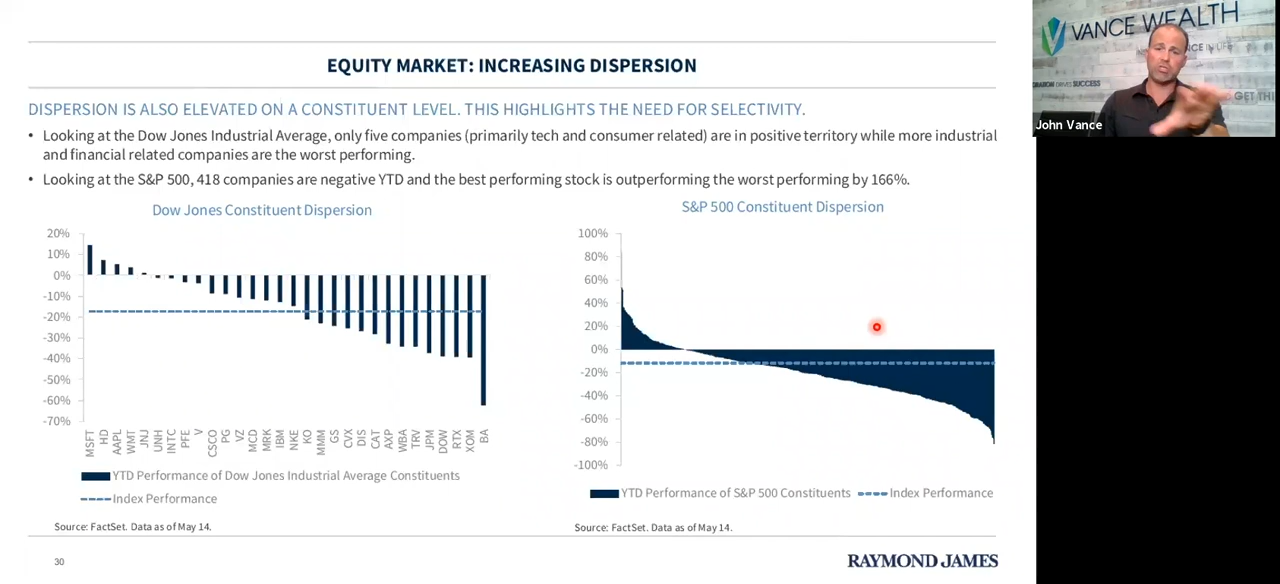 EQUITY MARKET: INCREASING DISPERSION
DISPERSION IS ALSO ELEVATED ON A CONSTITUENT LEVEL. THIS HIGHLIGHTS THE NEED FOR SELECTIVITY.
• Looking at the Dow Jones Industrial Average, only five companies (primarily tech and consumer related) are in positive territory while more industrial
and financial related companies are the worst performing.
• Looking at the S&P 500, 418 companies are negative YTD and the best performing stock is outperforming the worst performing by 166%.
Dow Jones Constituent Dispersion
20%
10%
0%
-10%
-20%
-30%
-40%
-50%
-60%
-70%
MSFT
HD
AAPL
WMT
JNJ
UNH
INTC
PFE
V
CSCO
PG
VZ
MCD
MRK
IBM
NKE
KO
MMM
GS
CVX
DIS
CAT
AXP
WBA
TRV
JPM
DOW
RTX
XOM
BA
YTD Performance of Dow Jones Industrial Average Constituents
Index Performance
Source: FactSet. Data as of May 14.
S&P 500 Constituent Dispersion
100%
80%
60%
40%
20%
0%
-20%
-40%
-60%
-80%
-100%
YTD Performance of S&P 500 Constituents
Index Performance
Source: FactSet. Data as of May 14.
30
RAYMOND JAMES
VANCE WEALTH
IN LIFE
SUCCESS
GET
John Vance